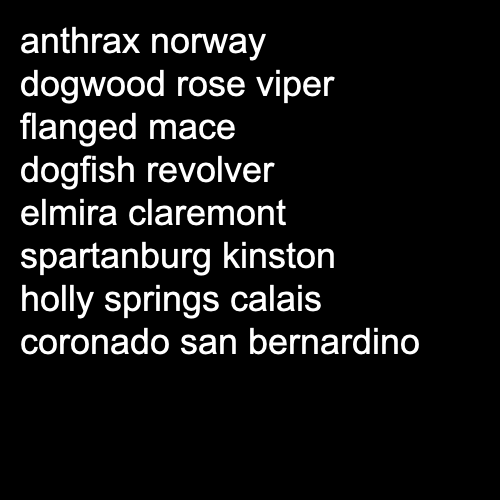 anthrax norway
dogwood rose viper
flanged mace
dogfish revolver
elmira claremont
spartanburg kinston
holly springs calais
coronado san bernardino